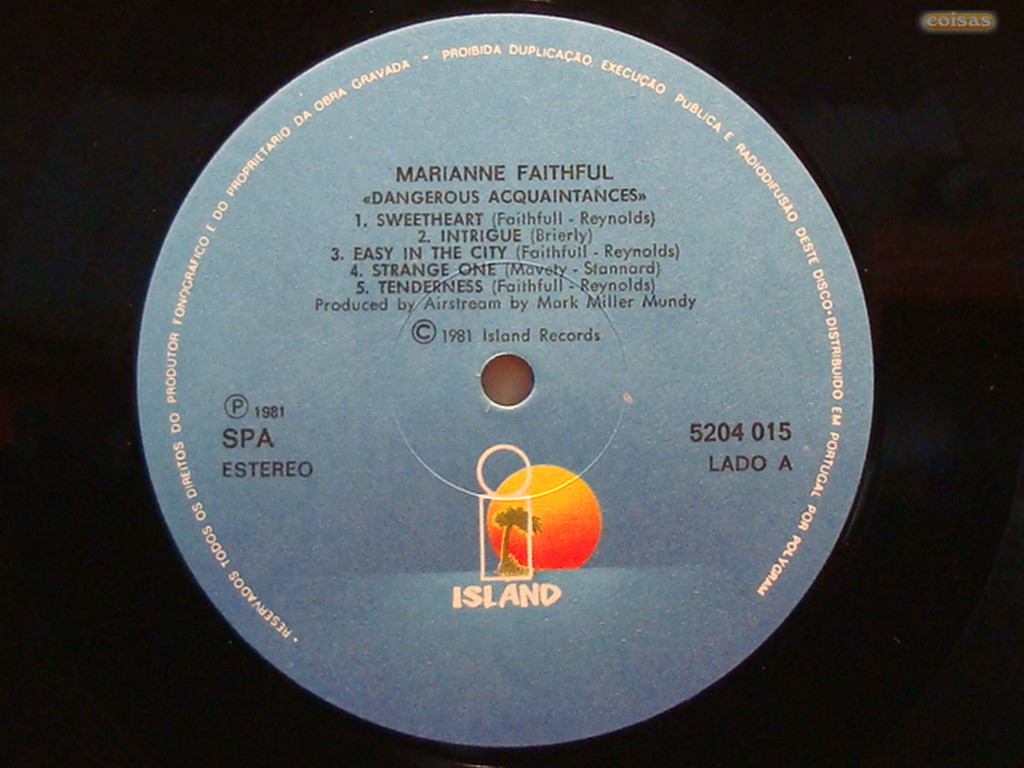 coisas
• RESERVADOS TODOS OS DIREITOS DO PRODUTOR FONOGRAFICO E DO PROPRIETARIO DA OBRA GRAVADA - PROIBIDA DUPLICAÇÃO, EXECUÇÃO PUBLICA E RADIODIFUSÃO DESTE DISCO • DISTRIBUIDO EM PORTUGAL POR POLYGRAM
MARIANNE FAITHFUL
«DANGEROUS ACQUAINTANCES»
1. SWEETHEART (Faithfull - Reynolds)
2. INTRIGUE (Brierly)
3. EASY IN THE CITY (Faithfull - Reynolds)
4. STRANGE ONE (Mavety - Stannard)
5. TENDERNESS (Faithfull - Reynolds)
Produced by Airstream by Mark Miller Mundy
© 1981 Island Records
℗ 1981
SPA
ESTEREO
5204 015
LADO A
ISLAND